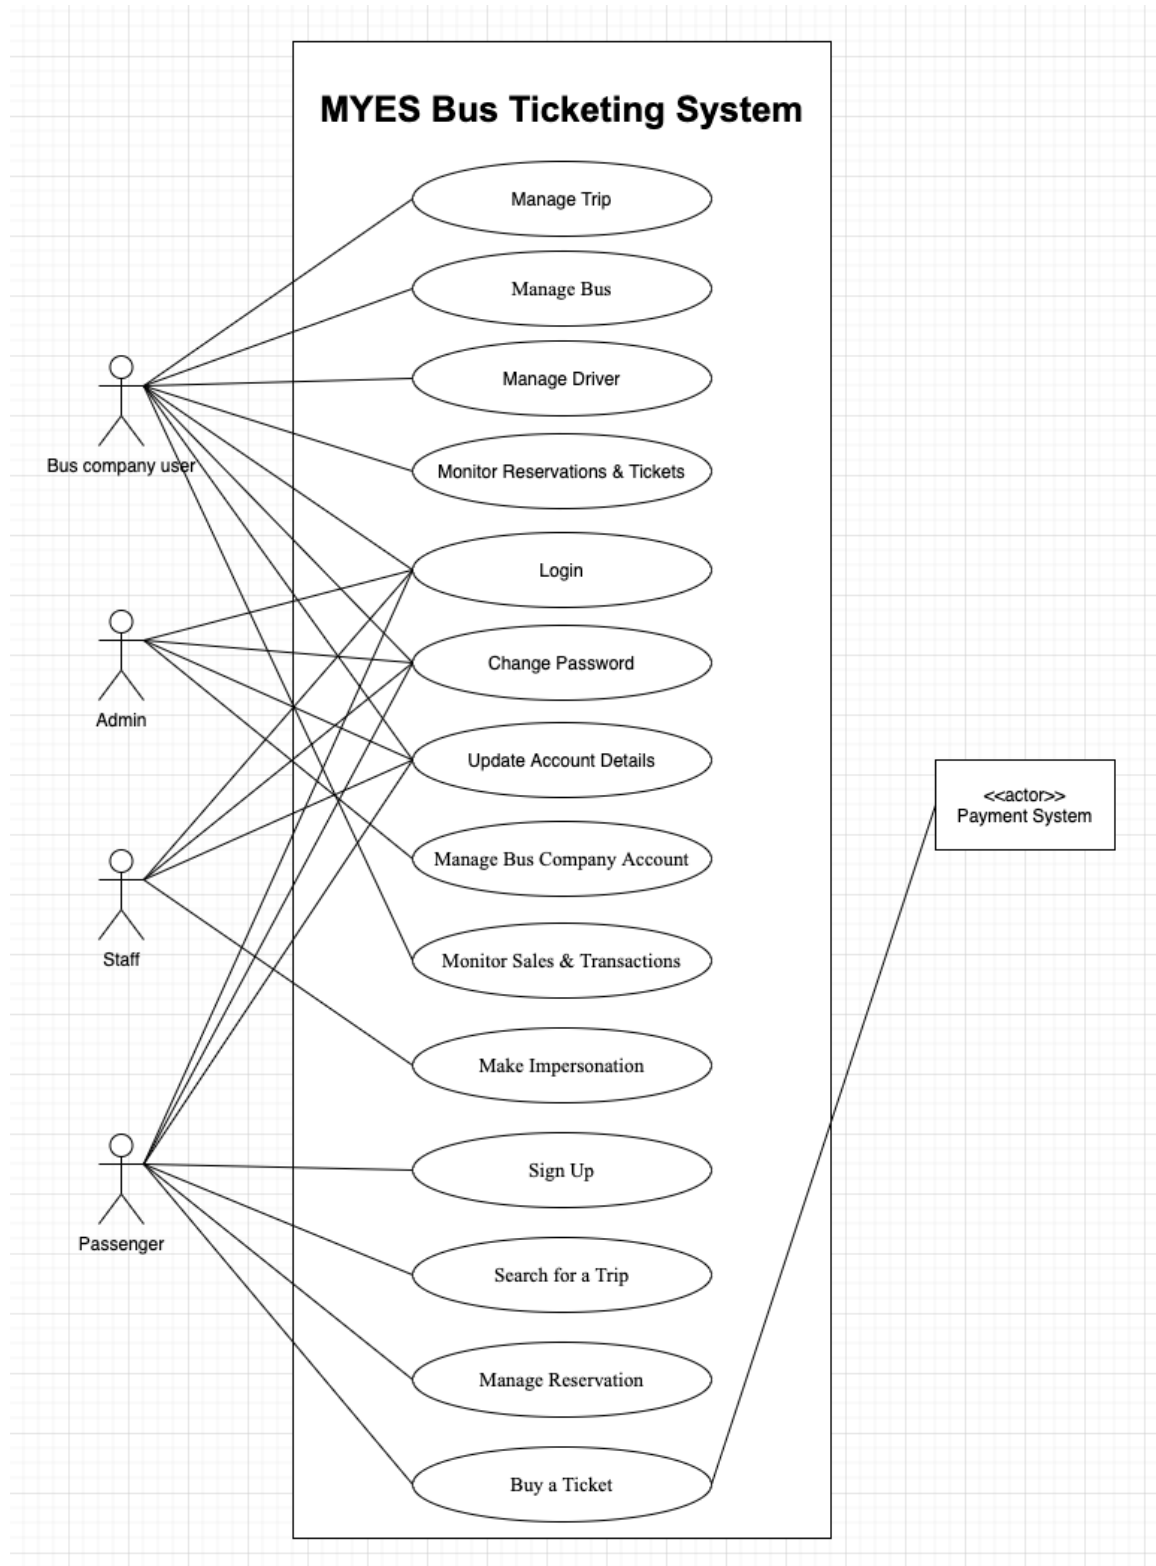 MYES Bus Ticketing System
Manage Trip
Manage Bus
Manage Driver
Bus company user
Monitor Reservations & Tickets
Login
Change Password
Admin
Update Account Details
<<actor>>
Payment System
Manage Bus Company Account
Staff
Monitor Sales & Transactions
Make Impersonation
Sign Up
Passenger
Search for a Trip
Manage Reservation
Buy a Ticket